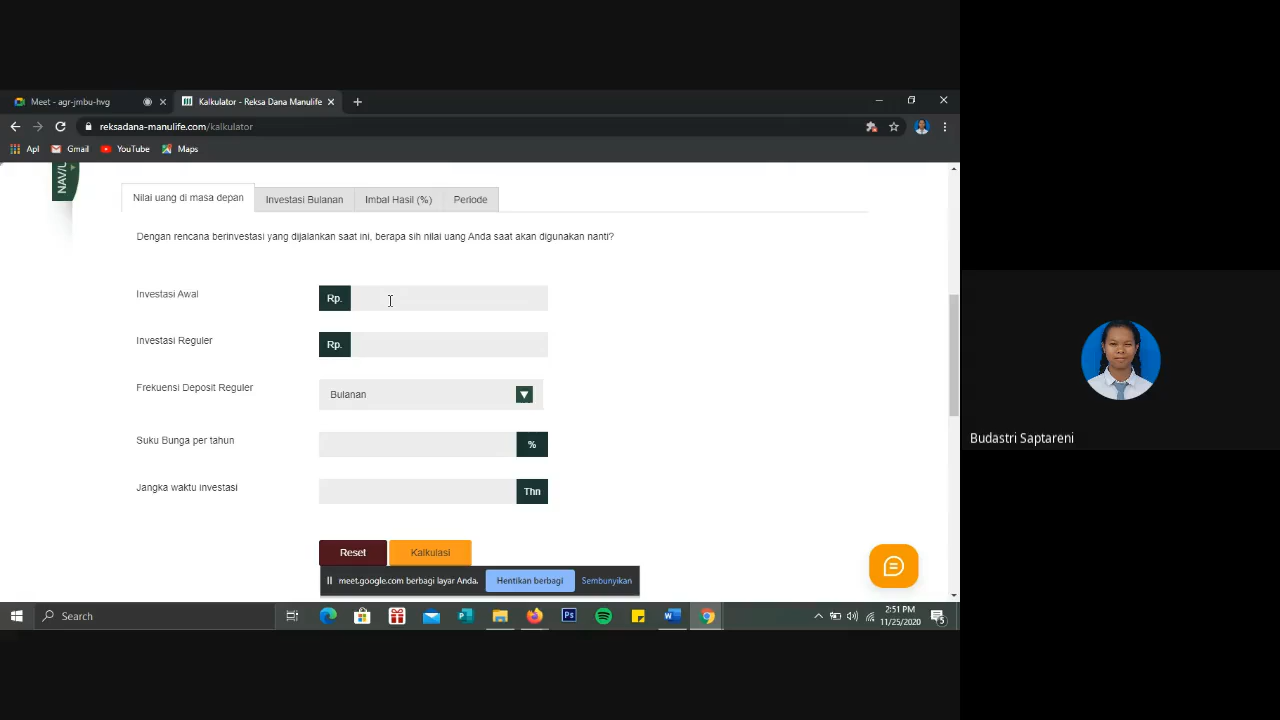 Meet - agr-jmbu-hvg
Kalkulator - Reksa Dana Manulife
reksadana-manulife.com/kalkulator
Apl Gmail YouTube Maps
NAV/U
Nilai uang di masa depan Investasi Bulanan Imbal Hasil (%) Periode
Dengan rencana berinvestasi yang dijalankan saat ini, berapa sih nilai uang Anda saat akan digunakan nanti?
Investasi Awal Rp.
Investasi Reguler Rp.
Frekuensi Deposit Reguler Bulanan
Suku Bunga per tahun %
Jangka waktu investasi Thn
Reset Kalkulasi
meet.google.com berbagi layar Anda. Hentikan berbagi Sembunyikan
Search
Ps
2:51 PM
11/25/2020
5
Budastri Saptareni